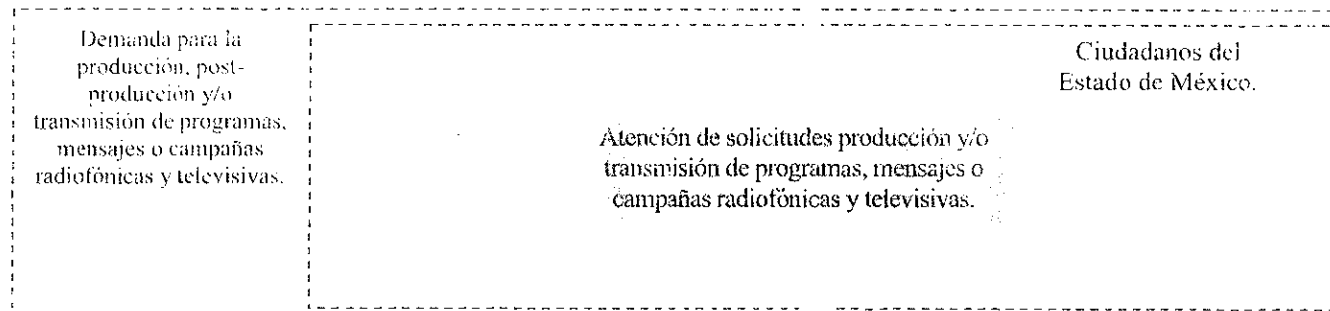 Demanda para la
producción, post-
producción y/o
transmisión de programas,
mensajes o campañas
radiofónicas y televisivas.
Ciudadanos del
Estado de México.
Atención de solicitudes producción y/o
transmisión de programas, mensajes o
campañas radiofónicas y televisivas.